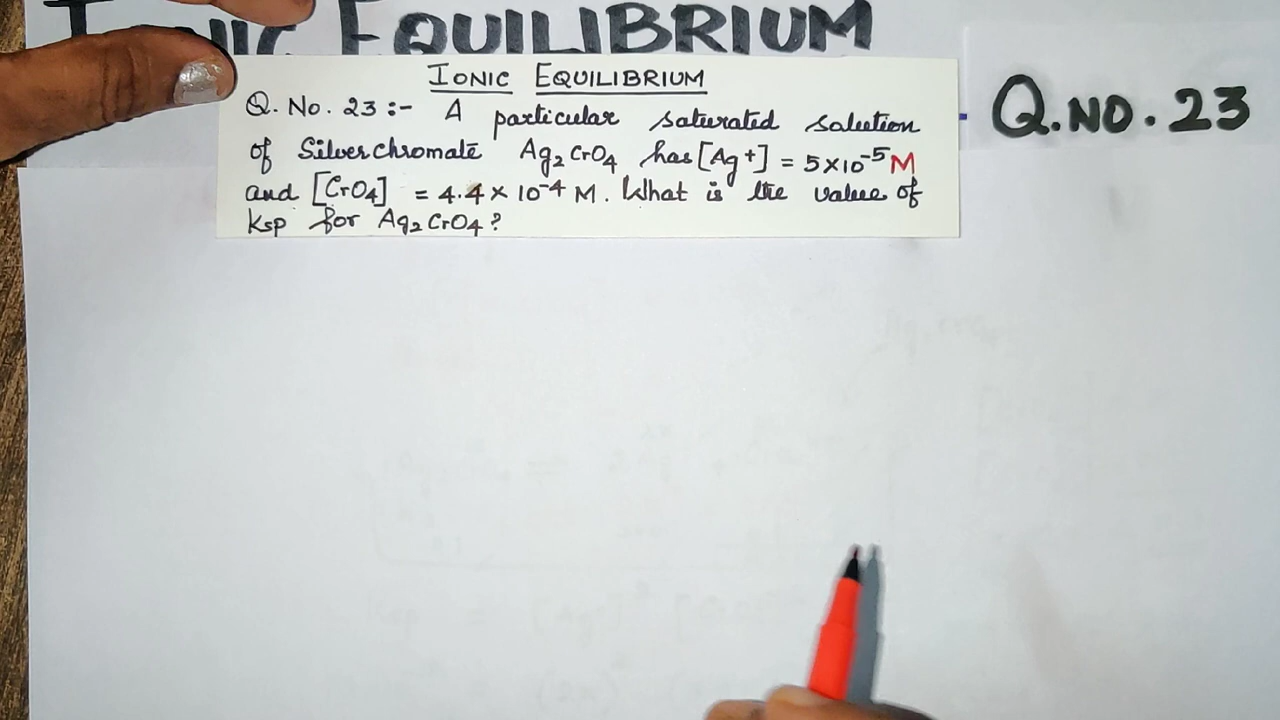 IONIC EQUILIBRIUM
IONIC EQUILIBRIUM
- Q.NO. 23
Q. No. 23 :- A particular saturated solution
of Silver chromate Ag₂CrO₄ has [Ag⁺] = 5×10⁻⁵ M
and [CrO₄] = 4.4 × 10⁻⁴ M. What is the value of
Ksp for Ag₂CrO₄?